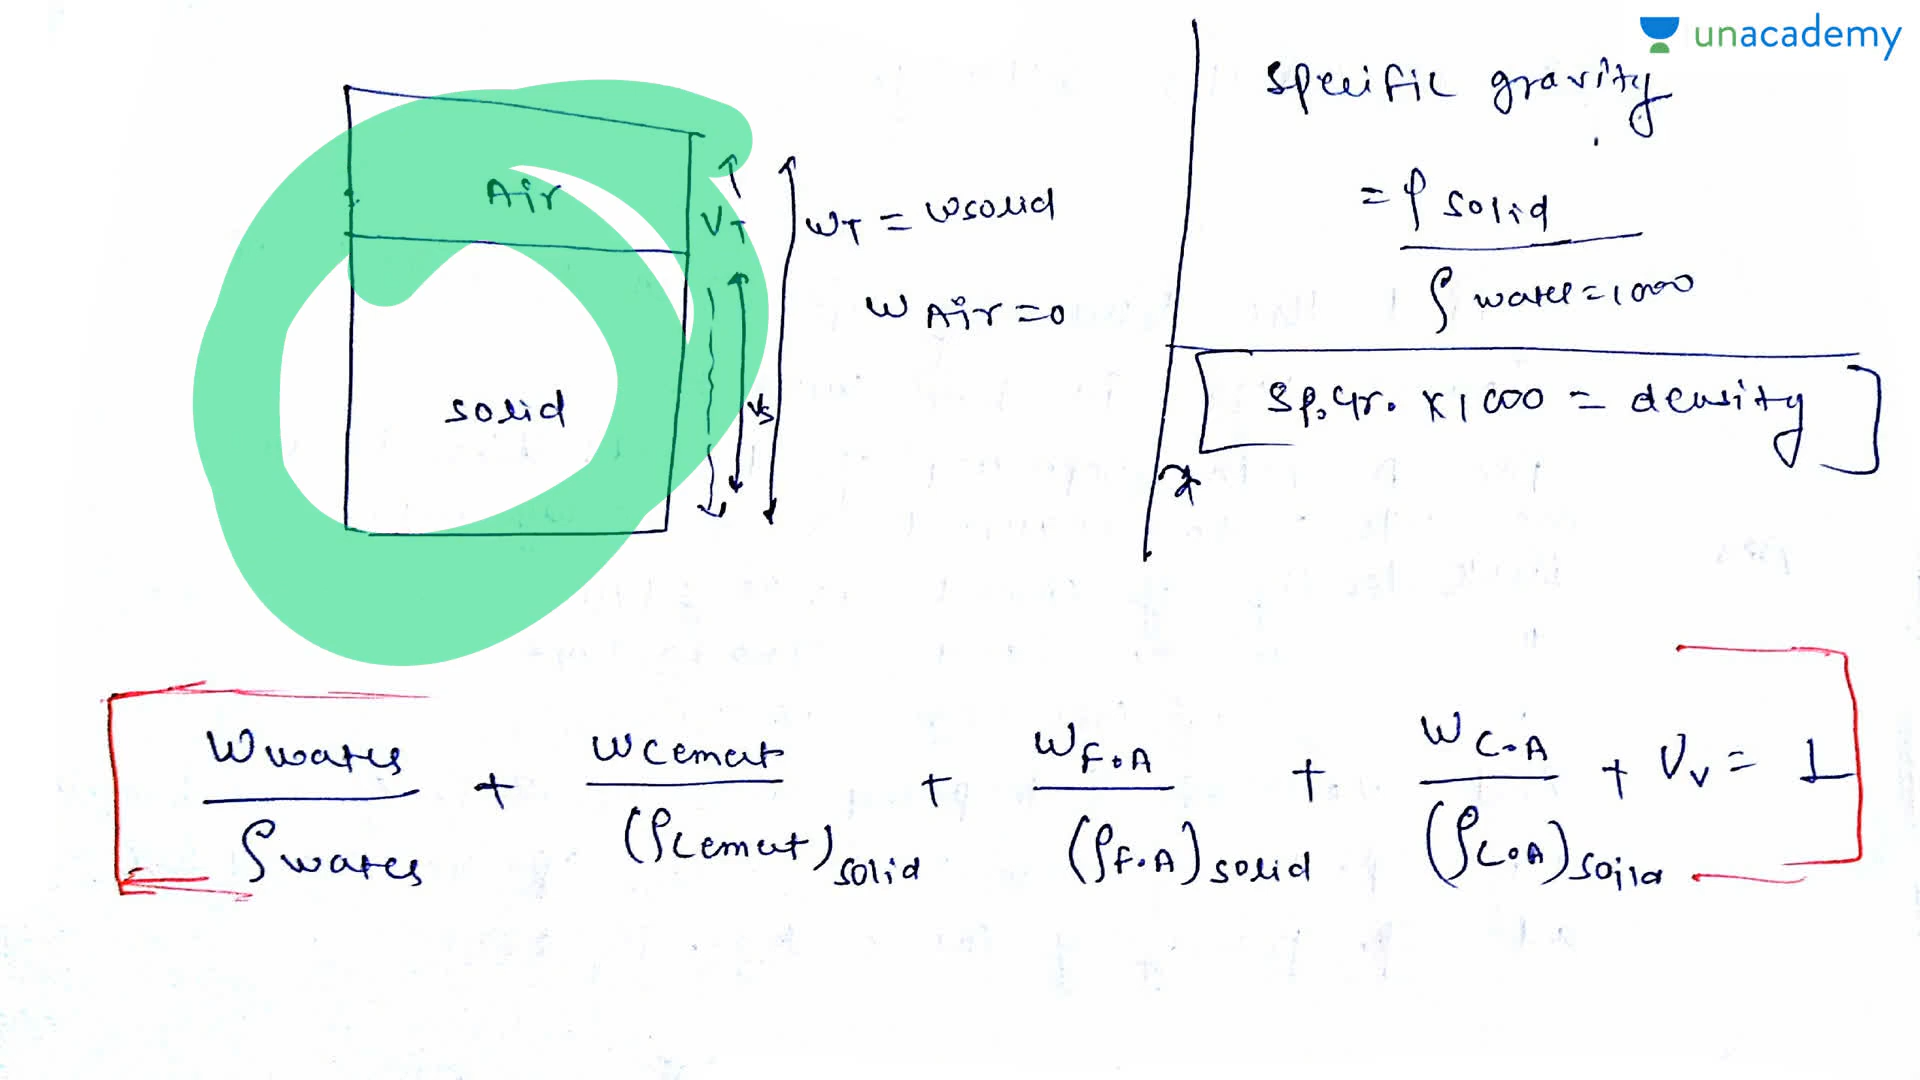 unacademy
Air
solid
VT
Vs
WT = Wsolid
W Air = 0
specific gravity
= ρ solid
ρ water = 1000
Sp.Gr. x 1000 = density
Wwater + Wcement + WF.A + WC.A + Vv = 1
ρwater (ρcement)solid (ρF.A)solid (ρC.A)solid